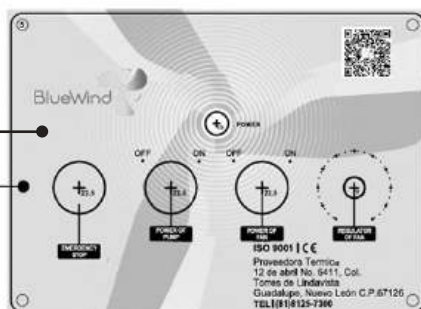 BlueWind
POWER
OFF ON OFF ON
22.5 22.5 22.5
EMERGENCY STOP
POWER OF PUMP
POWER OF FAN
REGULATOR OF FAN
ISO 9001 | CE
Proveedora Termica
12 de abril No. 6411, Col.
Torres de Lindavista
Guadalupe, Nuevo León C.P.67126
TEL|(81)8125-7300